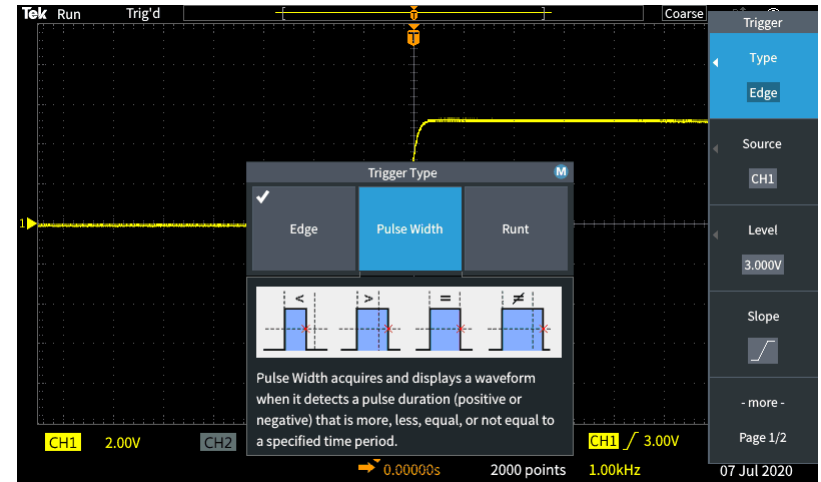 Tek Run Trig'd Coarse
Trigger
Type
Edge
Source
CH1
Level
3.000V
Slope
- more -
Page 1/2
T
Trigger Type M
Edge Pulse Width Runt
< > = ≠
Pulse Width acquires and displays a waveform
when it detects a pulse duration (positive or
negative) that is more, less, equal, or not equal to
a specified time period.
1
CH1 2.00V CH2 CH1 3.00V
0.00000s 2000 points 1.00kHz 07 Jul 2020